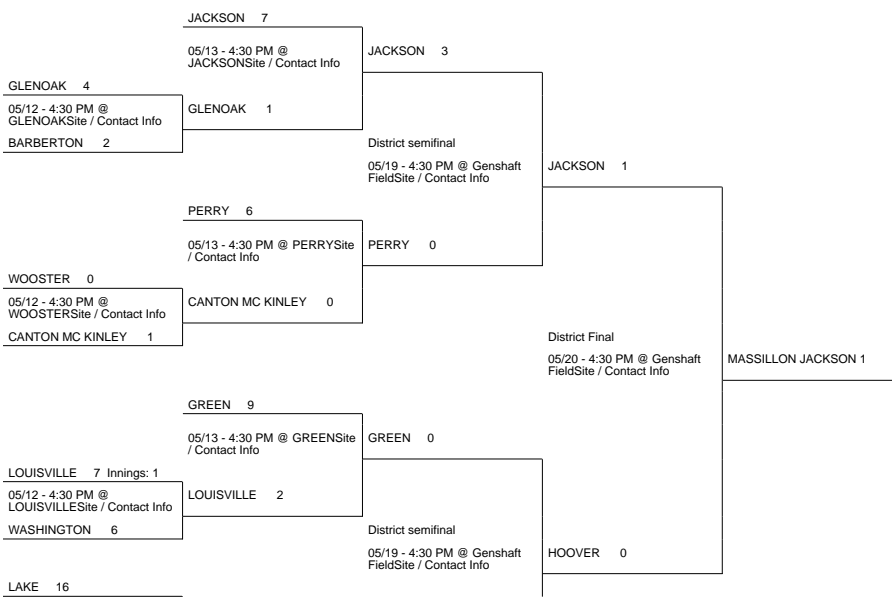 JACKSON 7
05/13 - 4:30 PM @
JACKSONSite / Contact Info
JACKSON 3
GLENOAK 4
05/12 - 4:30 PM @
GLENOAKSite / Contact Info
GLENOAK 1
BARBERTON 2
District semifinal
05/19 - 4:30 PM @ Genshaft
FieldSite / Contact Info
JACKSON 1
PERRY 6
05/13 - 4:30 PM @ PERRYSite
/ Contact Info
PERRY 0
WOOSTER 0
05/12 - 4:30 PM @
WOOSTERSite / Contact Info
CANTON MC KINLEY 0
CANTON MC KINLEY 1
District Final
05/20 - 4:30 PM @ Genshaft
FieldSite / Contact Info
MASSILLON JACKSON 1
GREEN 9
05/13 - 4:30 PM @ GREENSite
/ Contact Info
GREEN 0
LOUISVILLE 7 Innings: 1
05/12 - 4:30 PM @
LOUISVILLESite / Contact Info
LOUISVILLE 2
WASHINGTON 6
District semifinal
05/19 - 4:30 PM @ Genshaft
FieldSite / Contact Info
HOOVER 0
LAKE 16